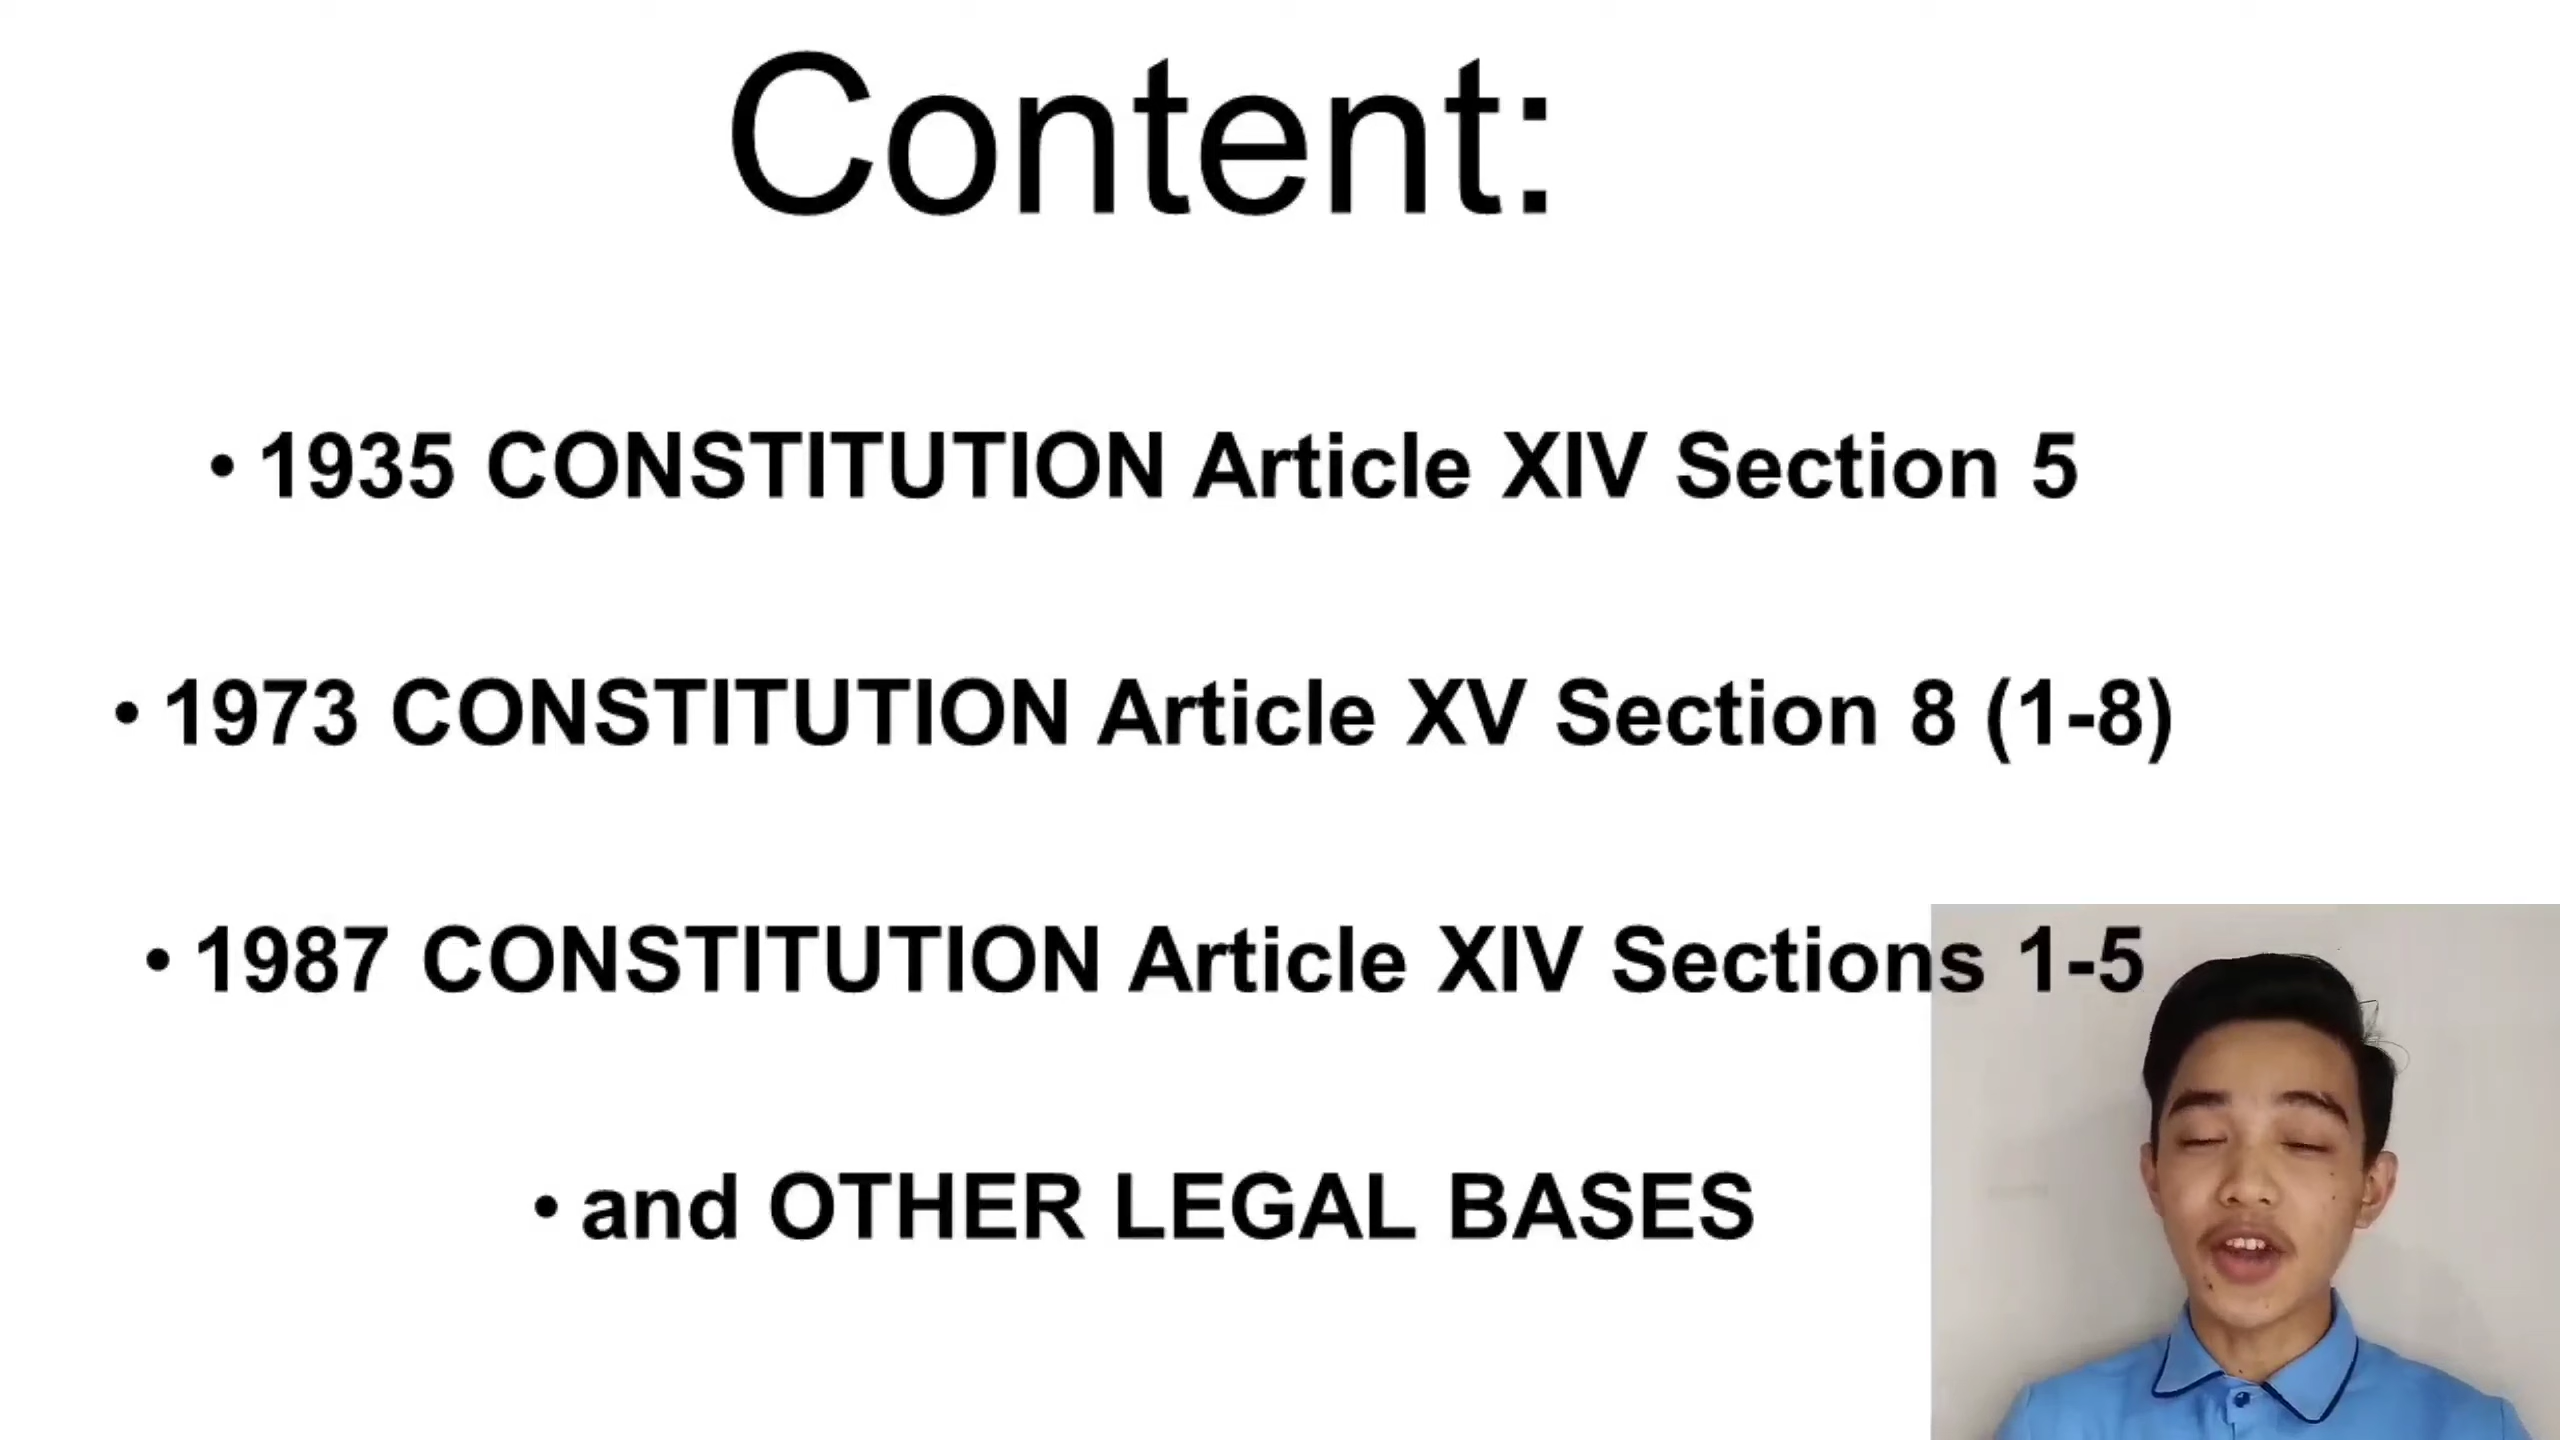 Content:
• 1935 CONSTITUTION Article XIV Section 5
• 1973 CONSTITUTION Article XV Section 8 (1-8)
• 1987 CONSTITUTION Article XIV Sections 1-5
• and OTHER LEGAL BASES